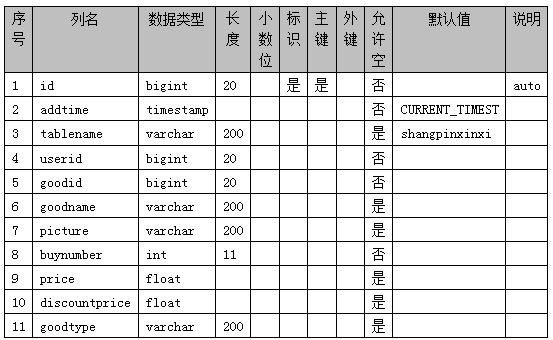 序号 列名 数据类型 长度 小数位 标识 主键 外键 允许空 默认值 说明
1 id bigint 20 是 是 否 auto
2 addtime timestamp 否 CURRENT_TIMEST
3 tablename varchar 200 是 shangpinxinxi
4 userid bigint 20 否
5 goodid bigint 20 否
6 goodname varchar 200 是
7 picture varchar 200 是
8 buynumber int 11 否
9 price float 是
10 discountprice float 是
11 goodtype varchar 200 是